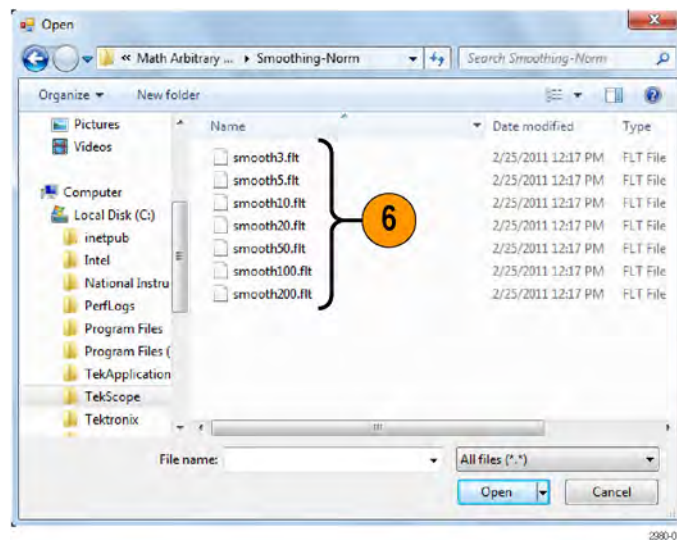 Open
« Math Arbitrary ... ▸ Smoothing-Norm
Search Smoothing-Norm
Organize ▾ New folder
Name Date modified Type
Pictures
Videos
Computer
Local Disk (C:)
inetpub
Intel
National Instru
PerfLogs
Program Files
Program Files (
TekApplication
TekScope
Tektronix
smooth3.flt 2/25/2011 12:17 PM FLT File
smooth5.flt 2/25/2011 12:17 PM FLT File
smooth10.flt 2/25/2011 12:17 PM FLT File
smooth20.flt 2/25/2011 12:17 PM FLT File
smooth50.flt 2/25/2011 12:17 PM FLT File
smooth100.flt 2/25/2011 12:17 PM FLT File
smooth200.flt 2/25/2011 12:17 PM FLT File
6
File name:
All files (*.*)
Open Cancel
2980-0